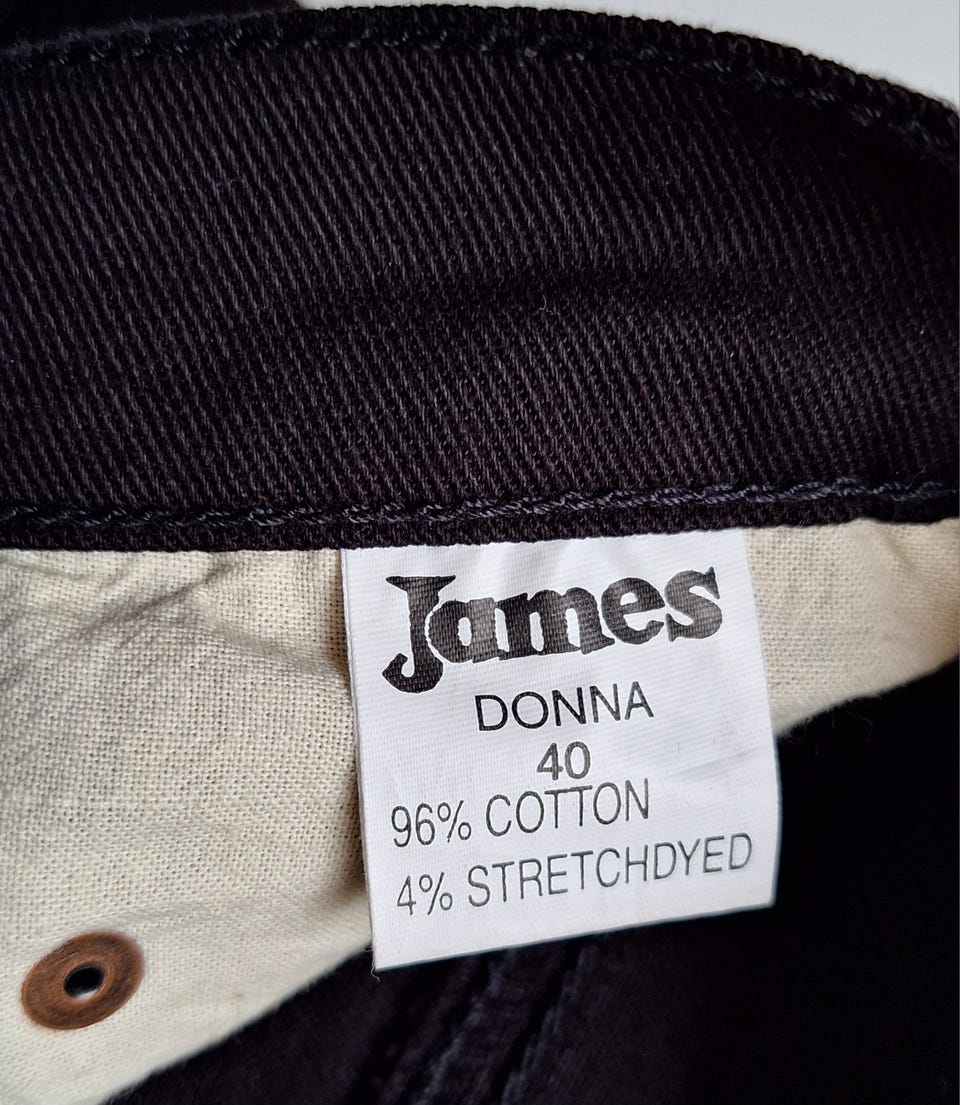 James
DONNA
40
96% COTTON
4% STRETCHDYED